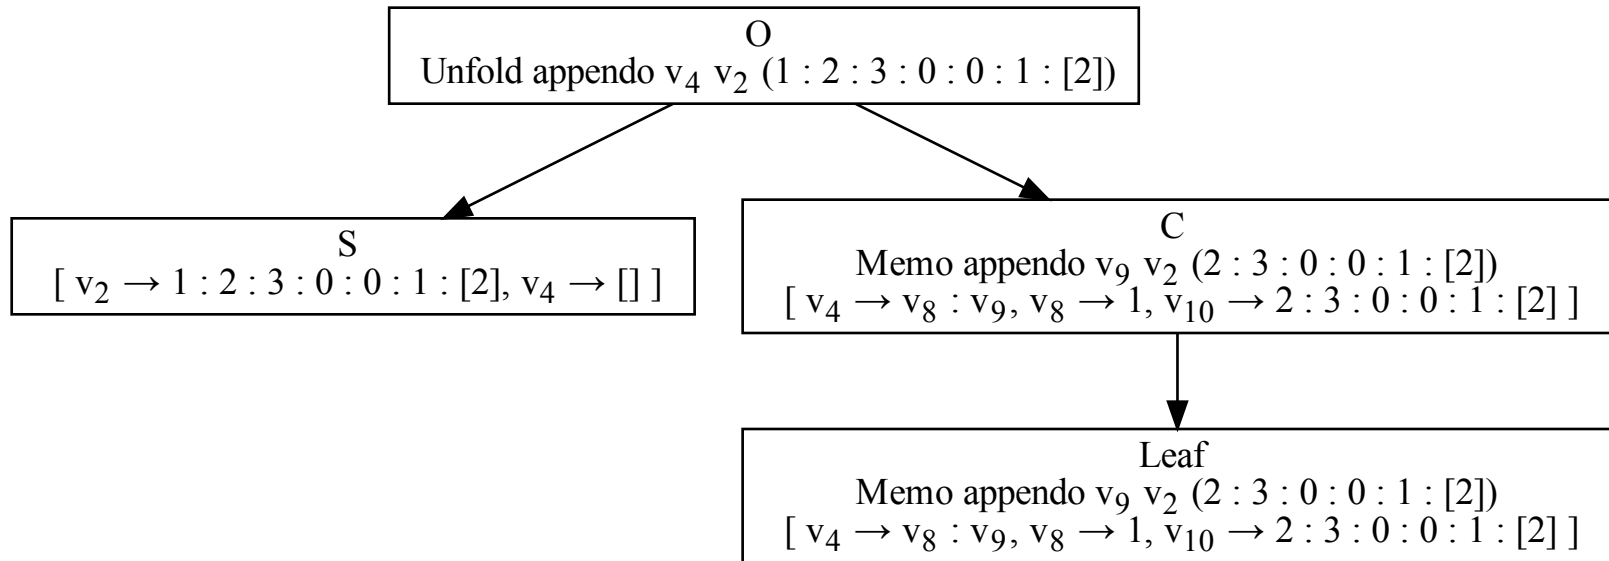 O
Unfold appendo v₄ v₂ (1 : 2 : 3 : 0 : 0 : 1 : [2])
S
[ v₂ → 1 : 2 : 3 : 0 : 0 : 1 : [2], v₄ → [] ]
C
Memo appendo v₉ v₂ (2 : 3 : 0 : 0 : 1 : [2])
[ v₄ → v₈ : v₉, v₈ → 1, v₁₀ → 2 : 3 : 0 : 0 : 1 : [2] ]
Leaf
Memo appendo v₉ v₂ (2 : 3 : 0 : 0 : 1 : [2])
[ v₄ → v₈ : v₉, v₈ → 1, v₁₀ → 2 : 3 : 0 : 0 : 1 : [2] ]